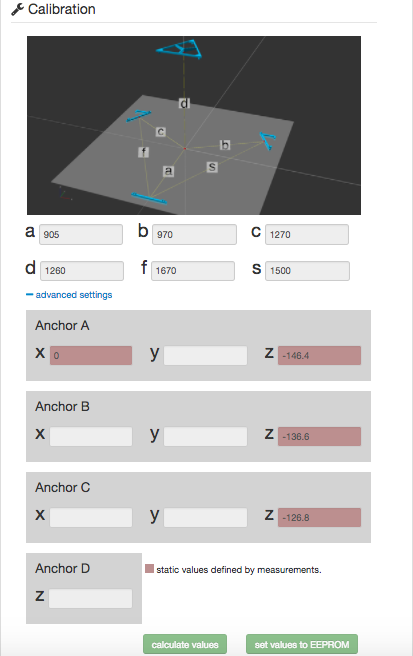 Calibration
d
c
b
f
a
s
a 905 b 970 c 1270
d 1260 f 1670 s 1500
advanced settings
Anchor A
x 0 y z -146.4
Anchor B
x y z -136.6
Anchor C
x y z -126.8
Anchor D
static values defined by measurements.
z
calculate values set values to EEPROM